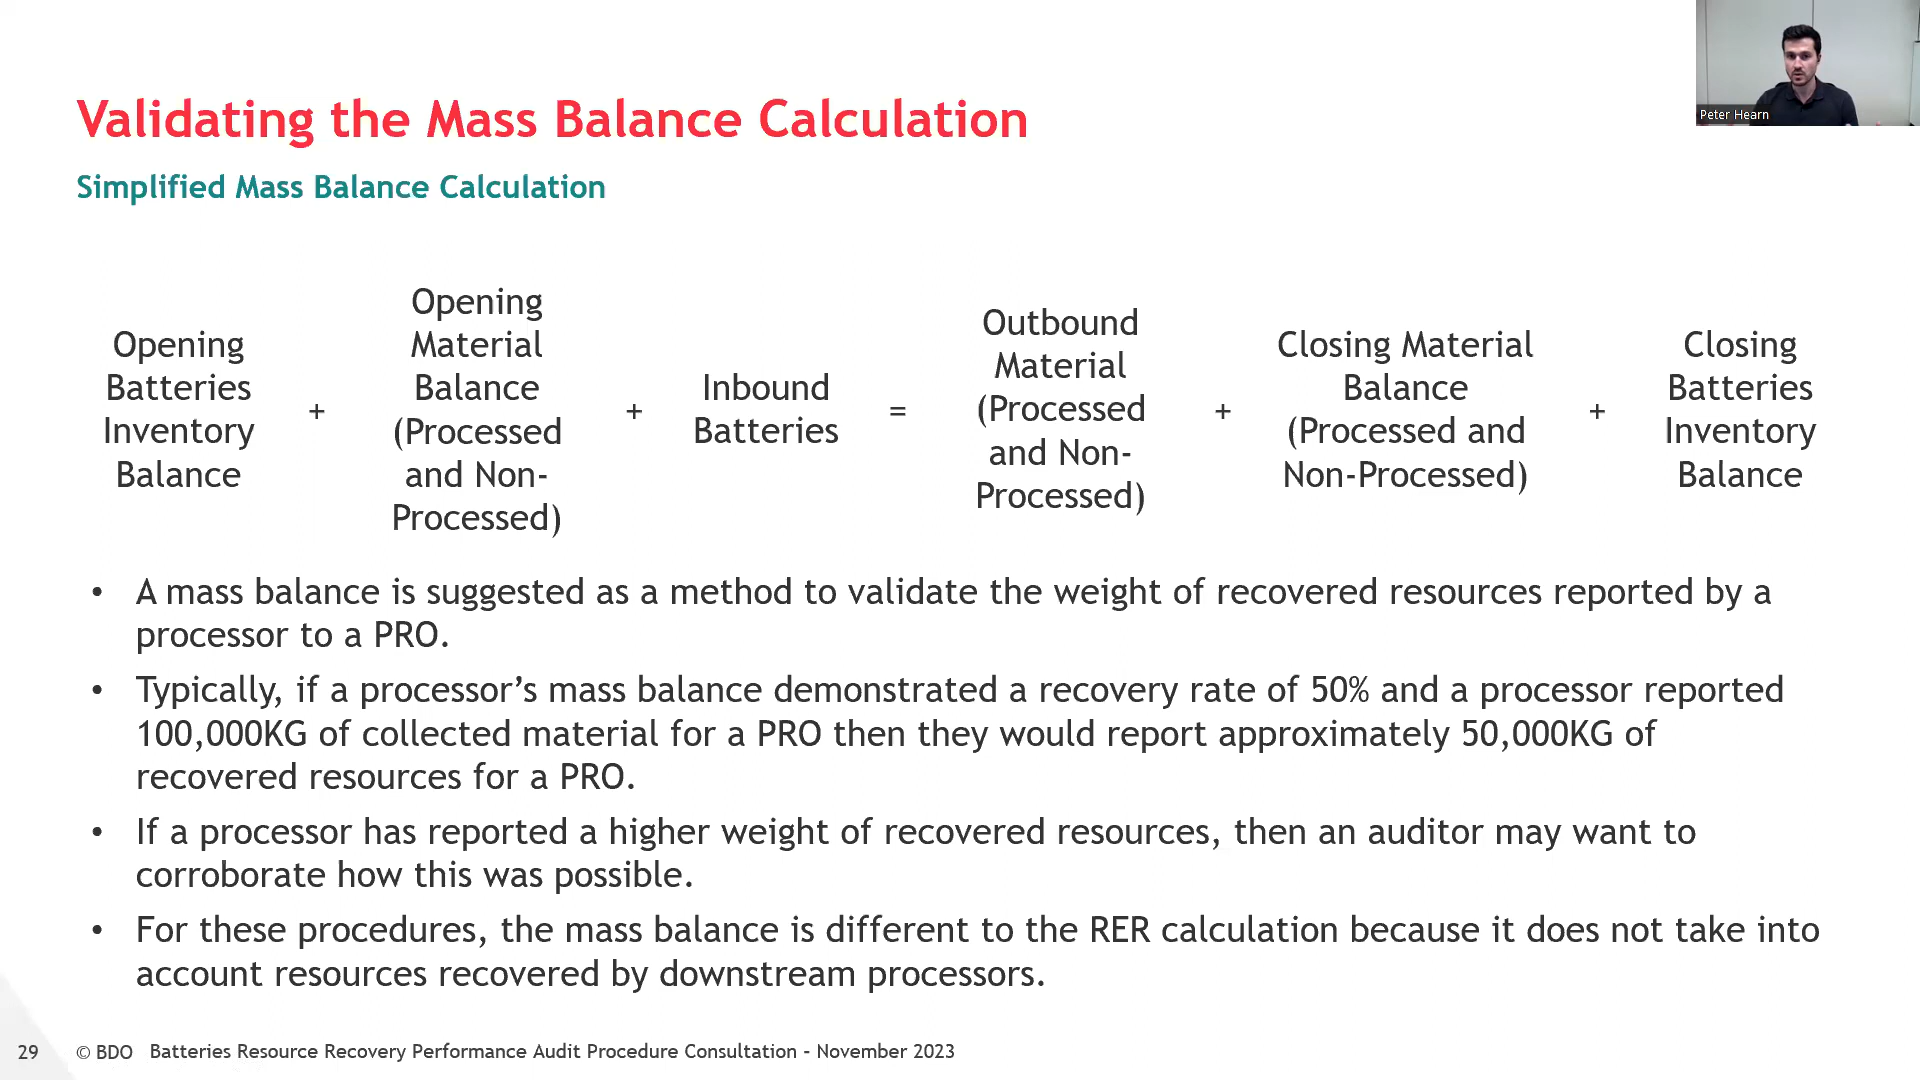 Peter Hearn
Validating the Mass Balance Calculation
Simplified Mass Balance Calculation
Opening
Batteries
Inventory
Balance
+
Opening
Material
Balance
(Processed
and Non-
Processed)
+
Inbound
Batteries
=
Outbound
Material
(Processed
and Non-
Processed)
+
Closing Material
Balance
(Processed and
Non-Processed)
+
Closing
Batteries
Inventory
Balance
• A mass balance is suggested as a method to validate the weight of recovered resources reported by a
processor to a PRO.
• Typically, if a processor’s mass balance demonstrated a recovery rate of 50% and a processor reported
100,000KG of collected material for a PRO then they would report approximately 50,000KG of
recovered resources for a PRO.
• If a processor has reported a higher weight of recovered resources, then an auditor may want to
corroborate how this was possible.
• For these procedures, the mass balance is different to the RER calculation because it does not take into
account resources recovered by downstream processors.
29 © BDO Batteries Resource Recovery Performance Audit Procedure Consultation - November 2023